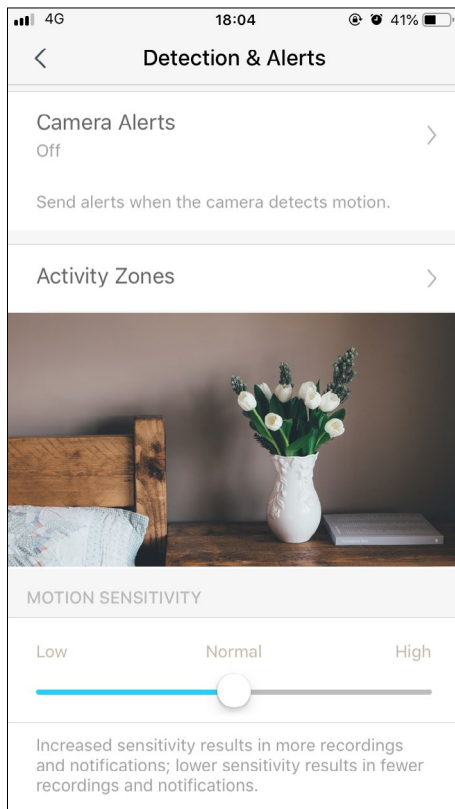 4G 18:04 41%
Detection & Alerts
Camera Alerts
Off
Send alerts when the camera detects motion.
Activity Zones
MOTION SENSITIVITY
Low Normal High
Increased sensitivity results in more recordings
and notifications; lower sensitivity results in fewer
recordings and notifications.